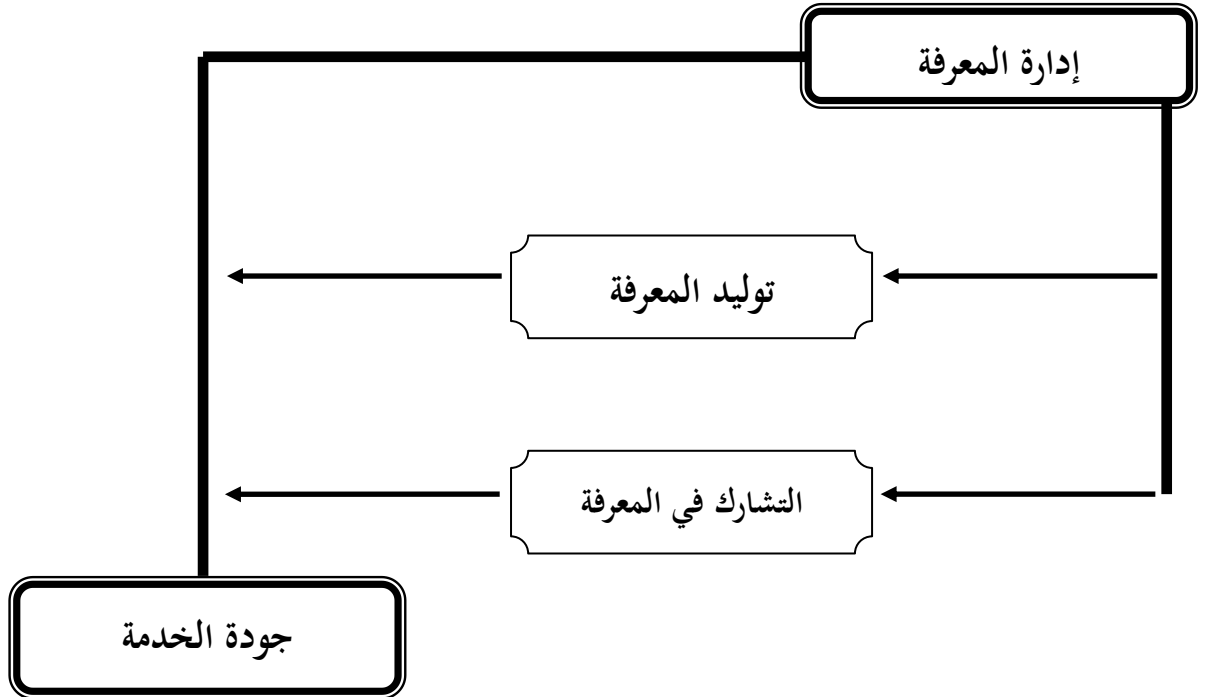 إدارة المعرفة
توليد المعرفة
التشارك في المعرفة
جودة الخدمة